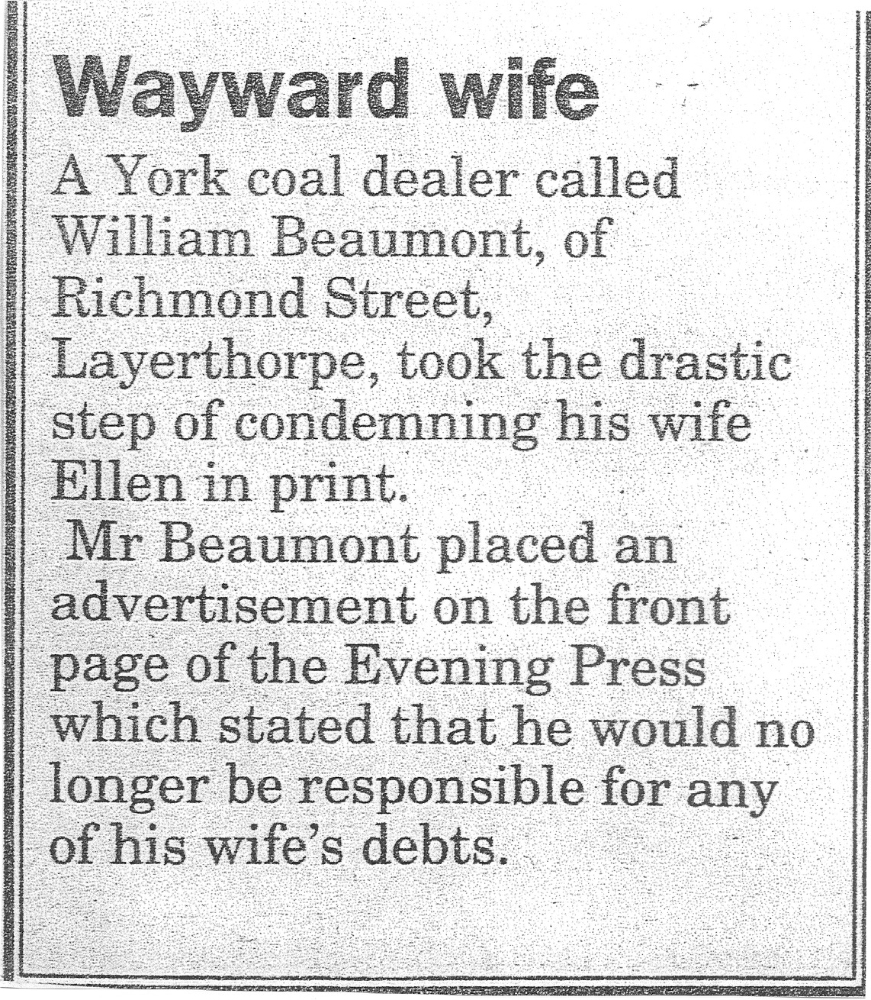 Wayward wife
A York coal dealer called
William Beaumont, of
Richmond Street,
Layerthorpe, took the drastic
step of condemning his wife
Ellen in print.
Mr Beaumont placed an
advertisement on the front
page of the Evening Press
which stated that he would no
longer be responsible for any
of his wife's debts.